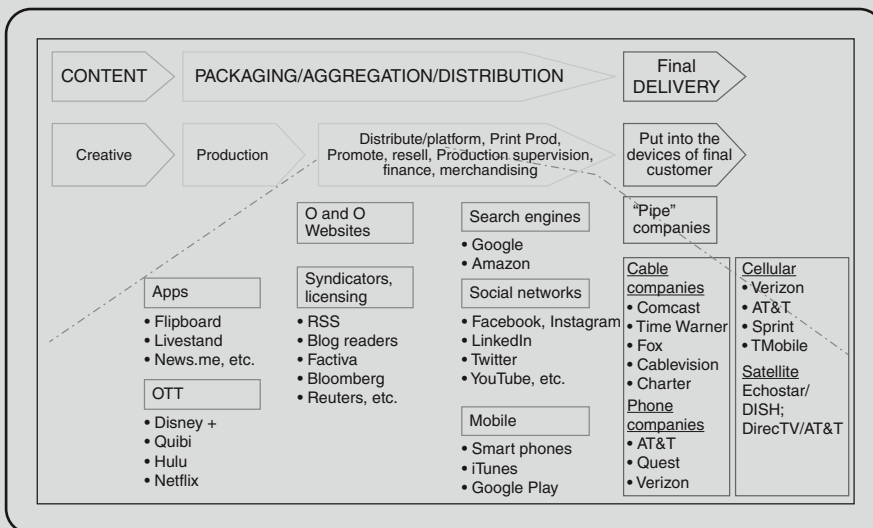 CONTENT
PACKAGING/AGGREGATION/DISTRIBUTION
Final
DELIVERY
Creative
Production
Distribute/platform, Print Prod,
Promote, resell, Production supervision,
finance, merchandising
Put into the
devices of final
customer
Apps
• Flipboard
• Livestand
• News.me, etc.
OTT
• Disney +
• Quibi
• Hulu
• Netflix
O and O
Websites
Syndicators,
licensing
• RSS
• Blog readers
• Factiva
• Bloomberg
• Reuters, etc.
Search engines
• Google
• Amazon
Social networks
• Facebook, Instagram
• LinkedIn
• Twitter
• YouTube, etc.
Mobile
• Smart phones
• iTunes
• Google Play
“Pipe”
companies
Cable
companies
• Comcast
• Time Warner
• Fox
• Cablevision
• Charter
Phone
companies
• AT&T
• Quest
• Verizon
Cellular
• Verizon
• AT&T
• Sprint
• TMobile
Satellite
Echostar/
DISH;
DirecTV/AT&T